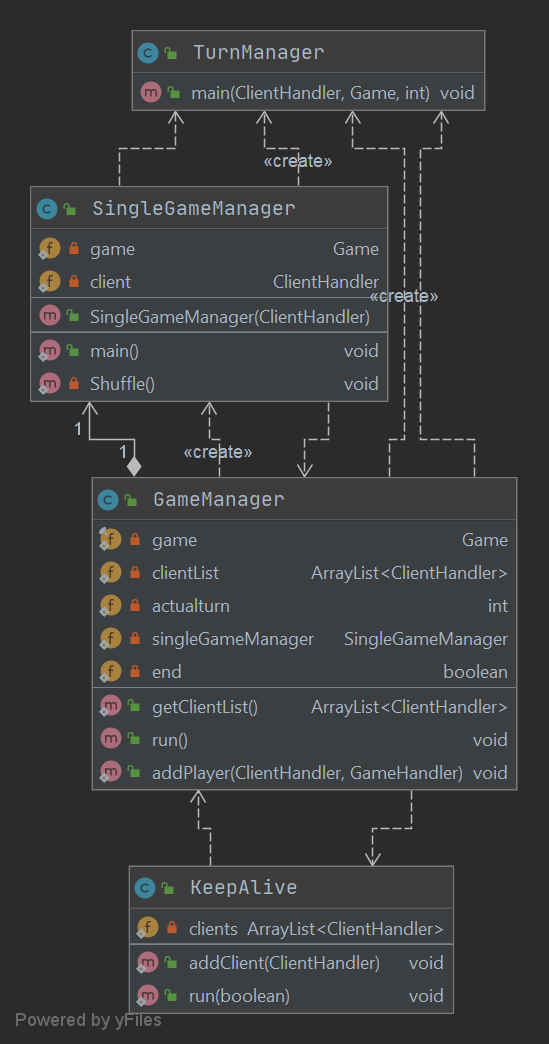 C TurnManager
m main(ClientHandler, Game, int) void
«create»
C SingleGameManager
f game Game
f client ClientHandler
«create»
m SingleGameManager(ClientHandler)
m main() void
m Shuffle() void
1
1
«create»
C GameManager
f game Game
f clientList ArrayList<ClientHandler>
f actualturn int
f singleGameManager SingleGameManager
f end boolean
m getClientList() ArrayList<ClientHandler>
m run() void
m addPlayer(ClientHandler, GameHandler) void
C KeepAlive
f clients ArrayList<ClientHandler>
m addClient(ClientHandler) void
m run(boolean) void
Powered by yFiles